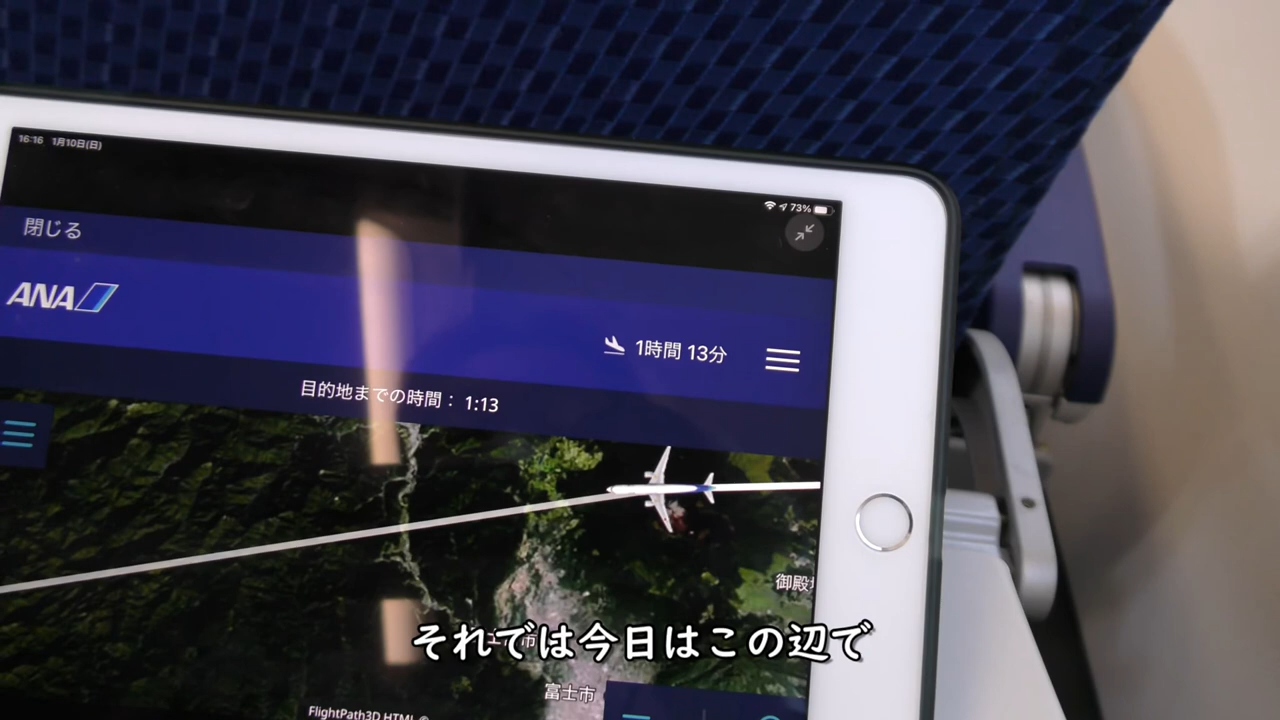 16:16 1月10日(日)
73%
閉じる
ANA
1時間 13分
目的地までの時間： 1:13
御殿場
それでは今日はこの辺で
富士市
FlightPath3D HTML ©